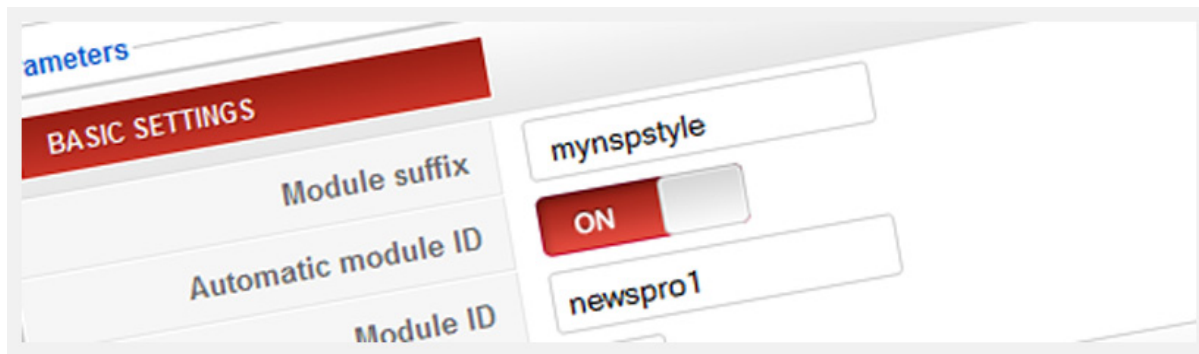 ameters
BASIC SETTINGS
Module suffix
mynspstyle
Automatic module ID
ON
Module ID
newspro1